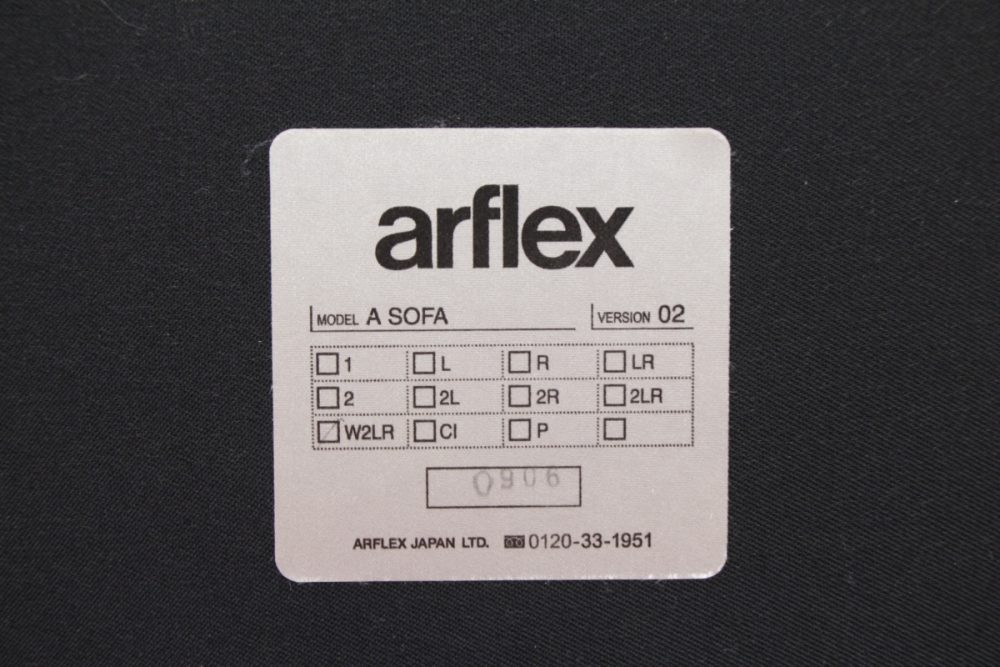 arflex
MODEL A SOFA VERSION 02
☐ 1 ☐ L ☐ R ☐ LR
☐ 2 ☐ 2L ☐ 2R ☐ 2LR
☑ W2LR ☐ CI ☐ P ☐
0906
ARFLEX JAPAN LTD. 0120-33-1951